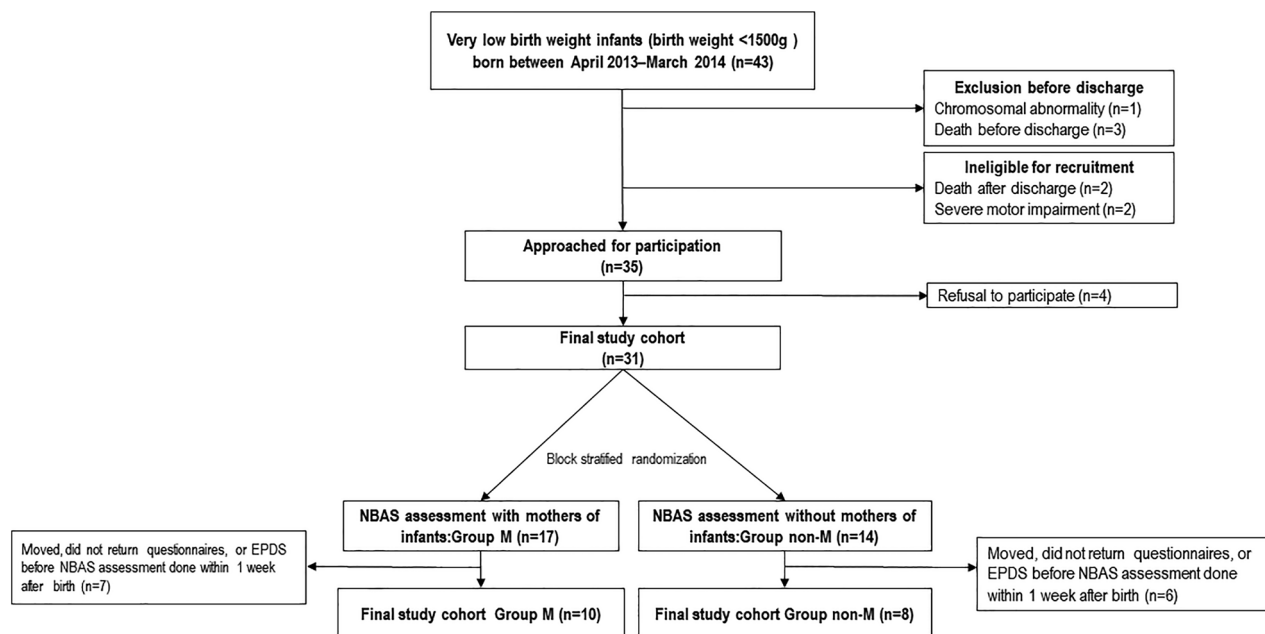 Very low birth weight infants (birth weight <1500g )
born between April 2013–March 2014 (n=43)
Exclusion before discharge
Chromosomal abnormality (n=1)
Death before discharge (n=3)
Ineligible for recruitment
Death after discharge (n=2)
Severe motor impairment (n=2)
Approached for participation
(n=35)
Refusal to participate (n=4)
Final study cohort
(n=31)
Block stratified randomization
NBAS assessment with mothers of
infants:Group M (n=17)
NBAS assessment without mothers of
infants:Group non-M (n=14)
Moved, did not return questionnaires, or EPDS
before NBAS assessment done within 1 week
after birth (n=7)
Moved, did not return questionnaires, or
EPDS before NBAS assessment done
within 1 week after birth (n=6)
Final study cohort Group M (n=10)
Final study cohort Group non-M (n=8)